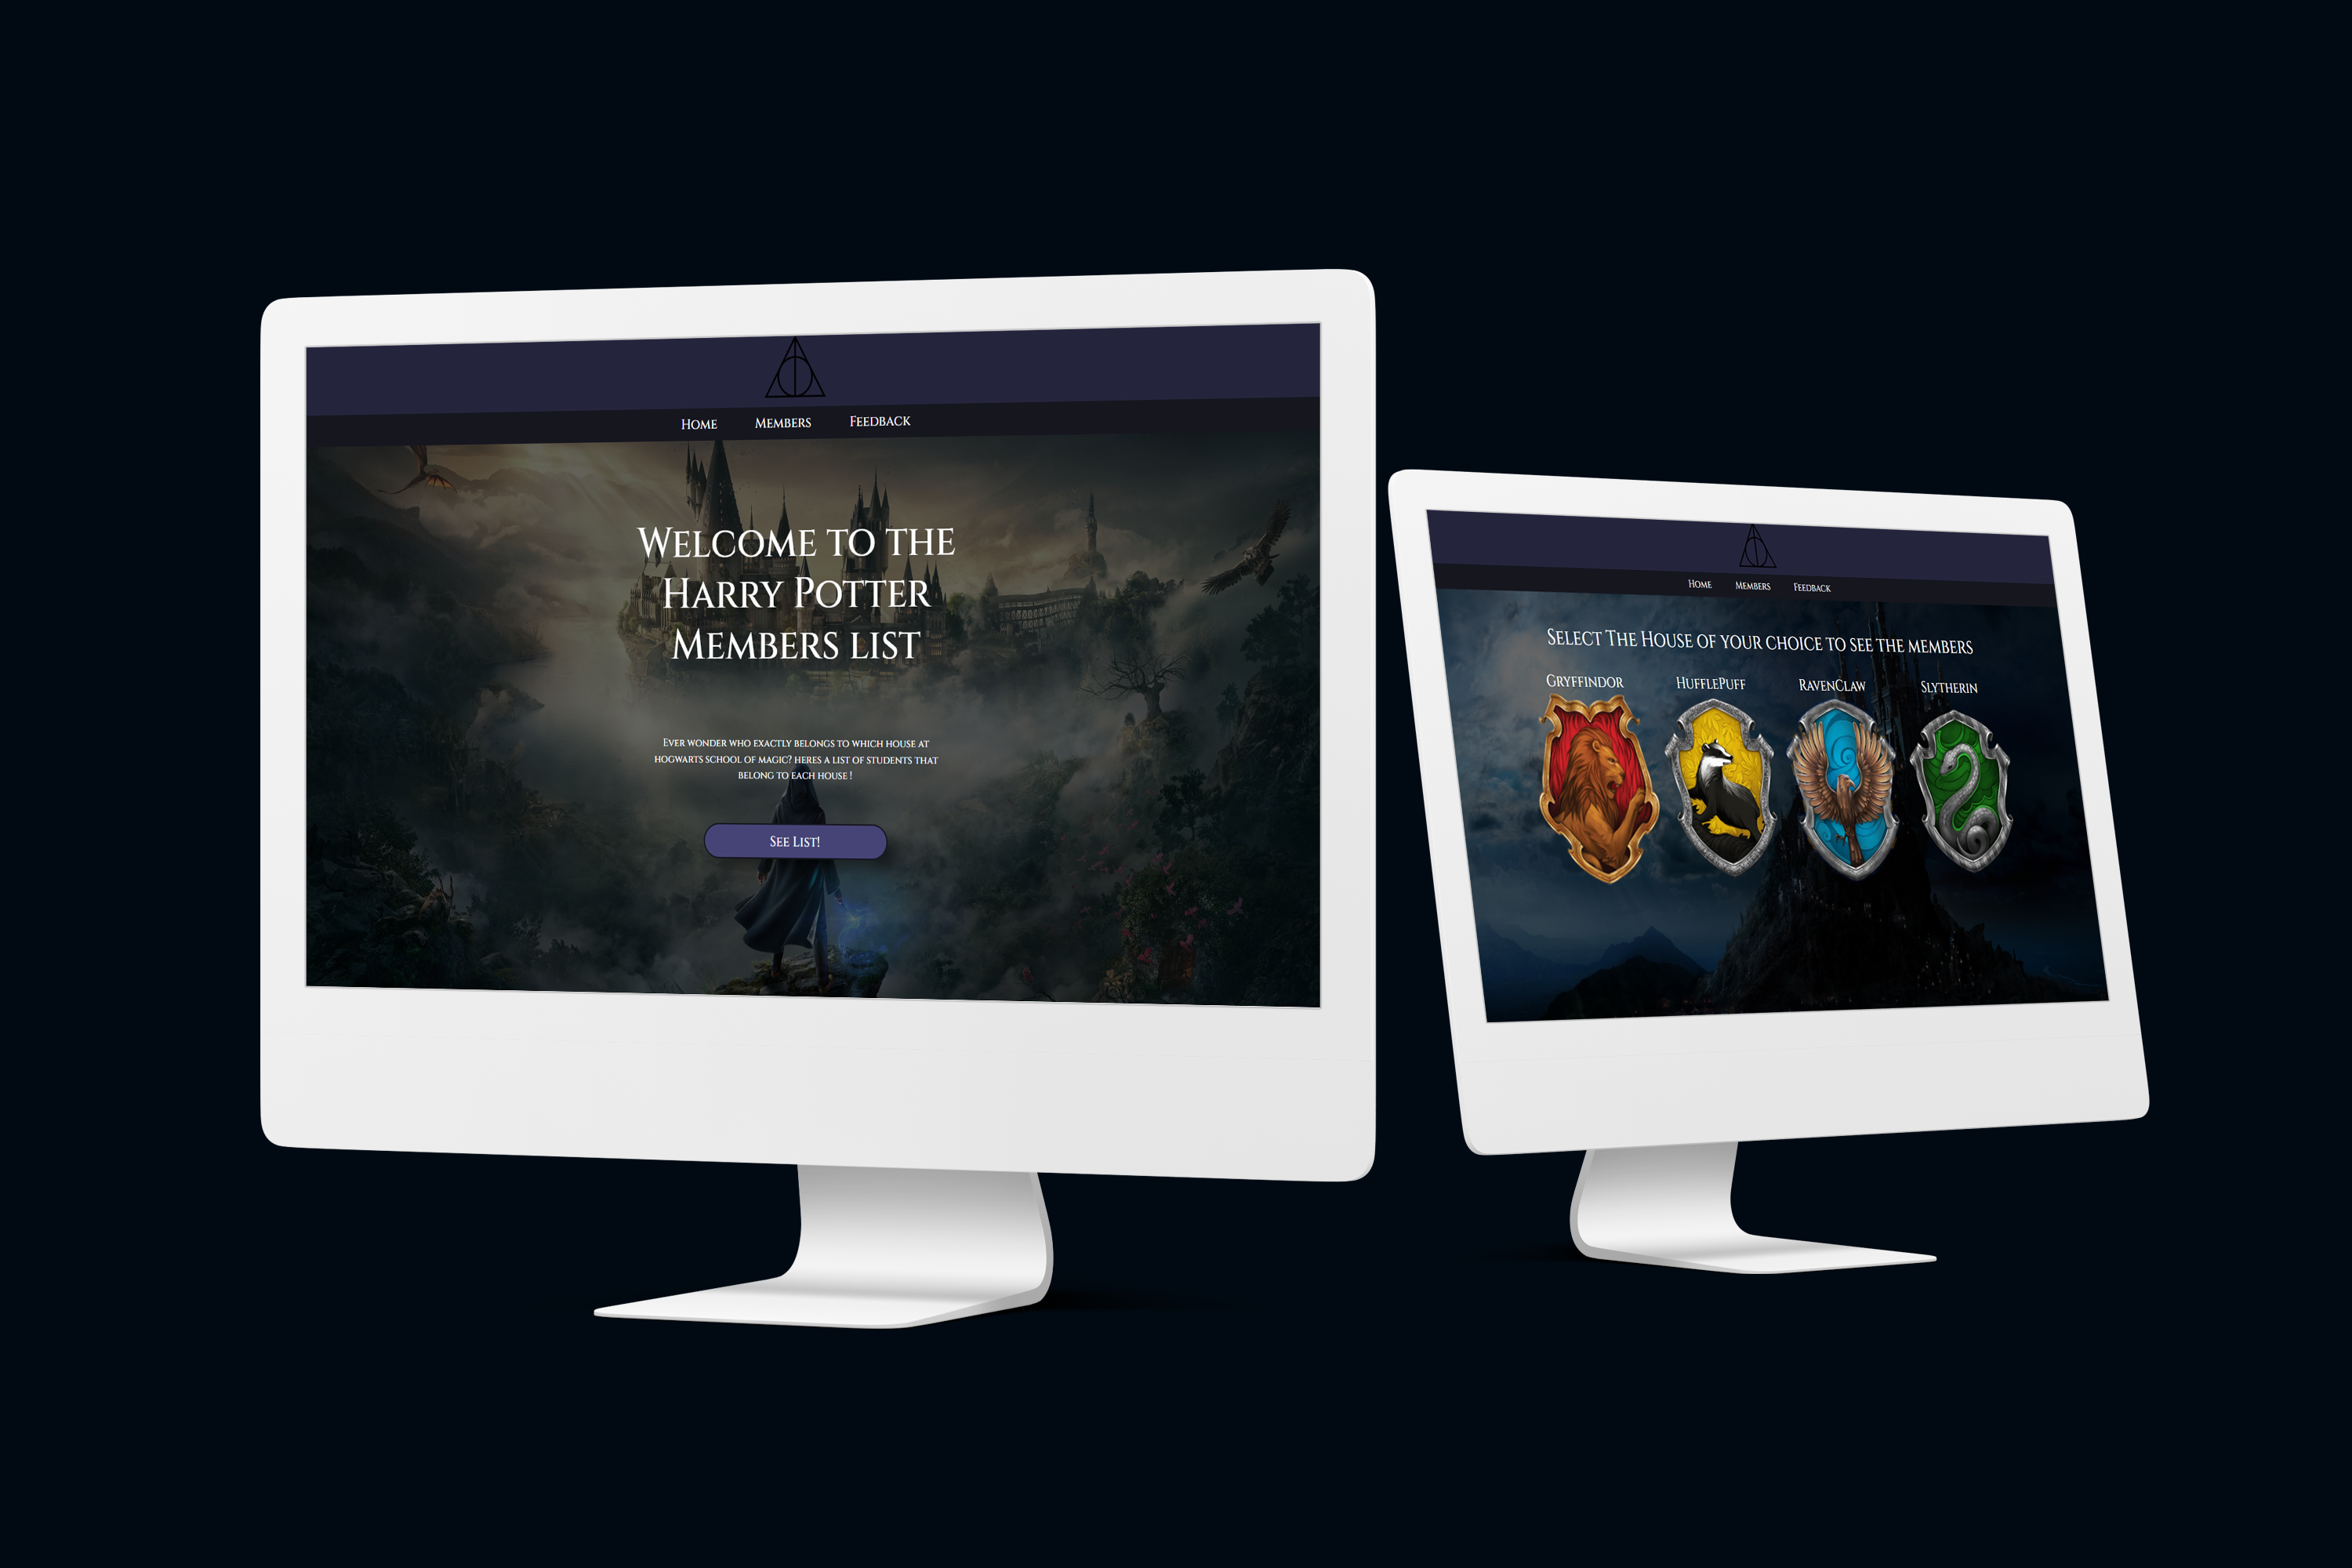 Home Members Feedback
Welcome to the
Harry Potter
Members list
Ever wonder who exactly belongs to which house at
hogwarts school of magic? heres a list of students that
belong to each house !
See List!
Home Members Feedback
Select The House of your choice to see the members
Gryffindor HufflePuff RavenClaw Slytherin